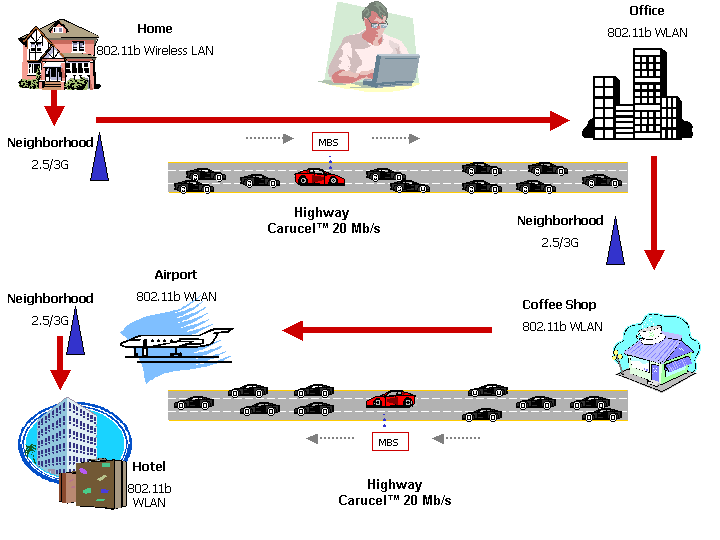 Home
802.11b Wireless LAN
Office
802.11b WLAN
Neighborhood
2.5/3G
MBS
Highway
Carucel™ 20 Mb/s
Neighborhood
2.5/3G
Airport
802.11b WLAN
Neighborhood
2.5/3G
Coffee Shop
802.11b WLAN
MBS
Hotel
802.11b
WLAN
Highway
Carucel™ 20 Mb/s